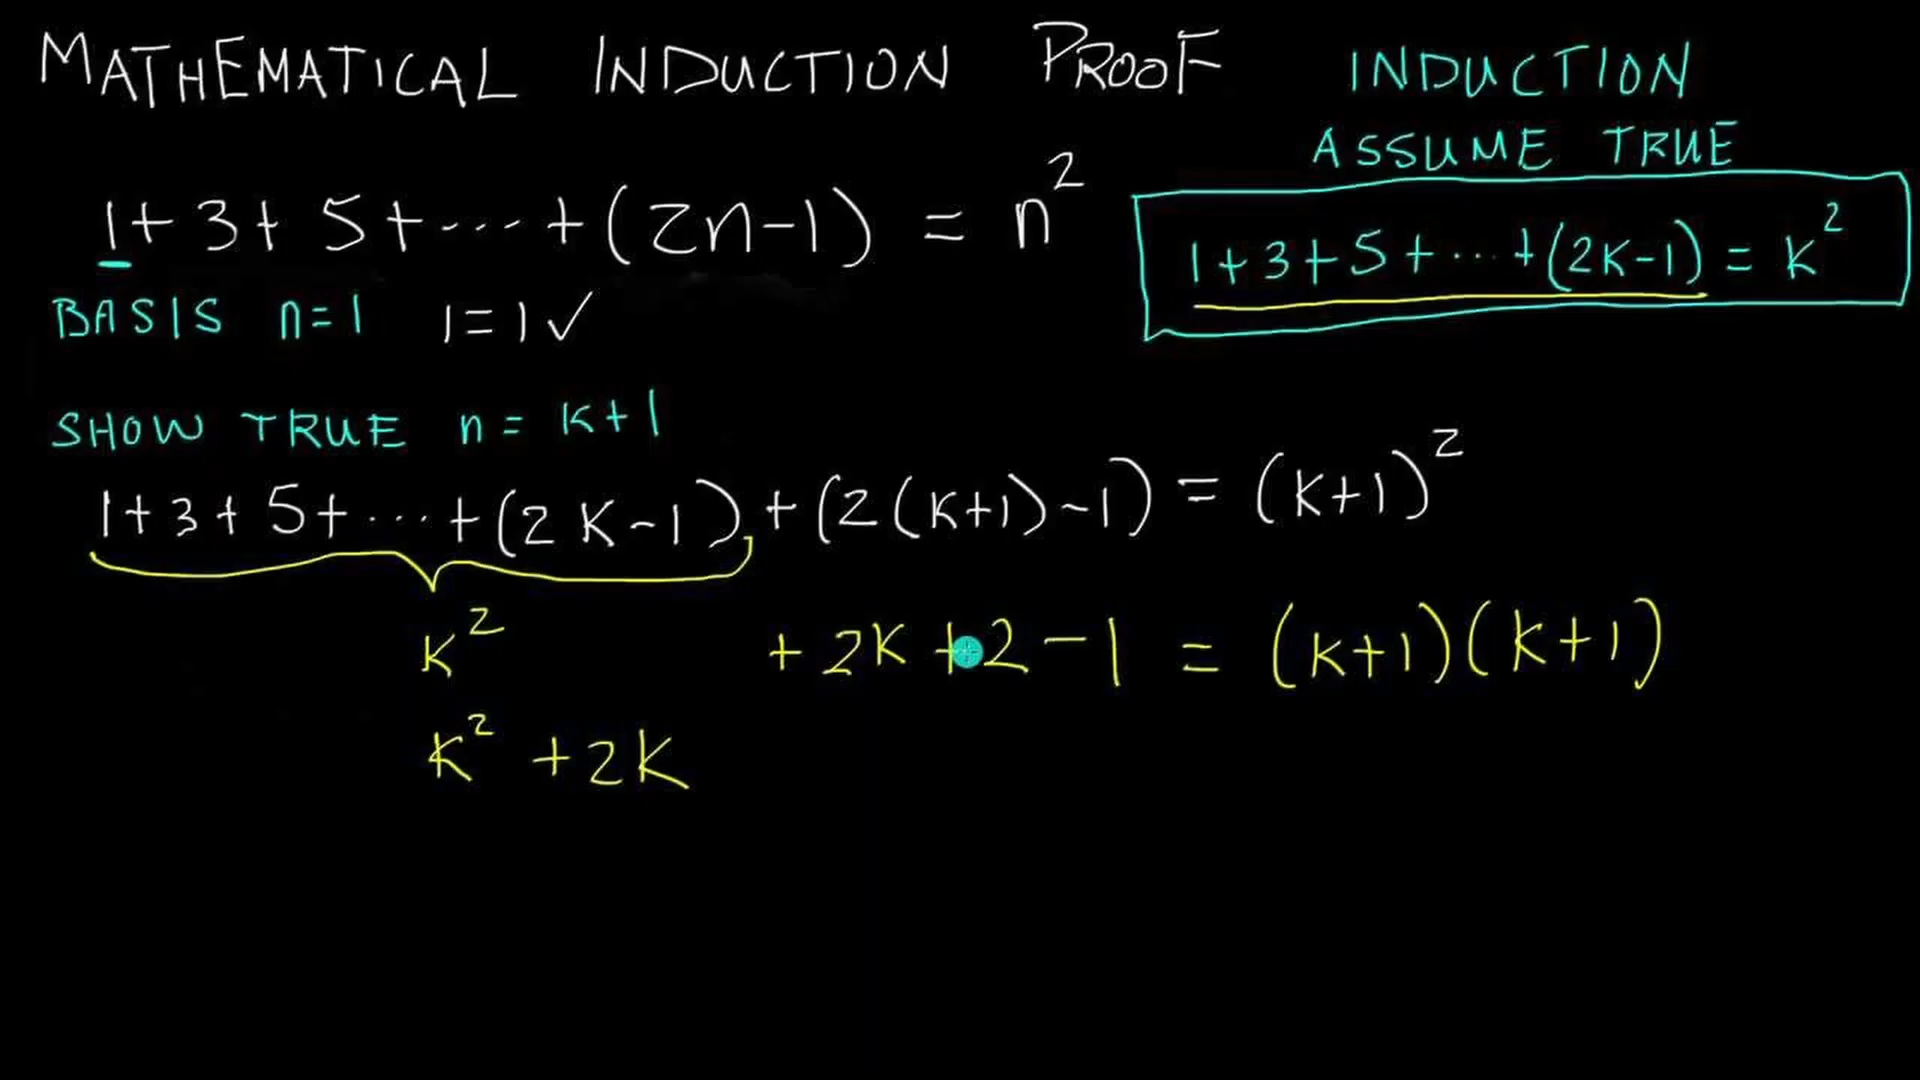 MATHEMATICAL INDUCTION PROOF
1+3+5+···+(2n-1) = n²
BASIS n=1 1=1✓
INDUCTION
ASSUME TRUE
1+3+5+···+(2K-1) = K²
SHOW TRUE n=K+1
1+3+5+···+(2K-1)+(2(K+1)-1) = (K+1)²
K² +2K+2-1 = (K+1)(K+1)
K² +2K